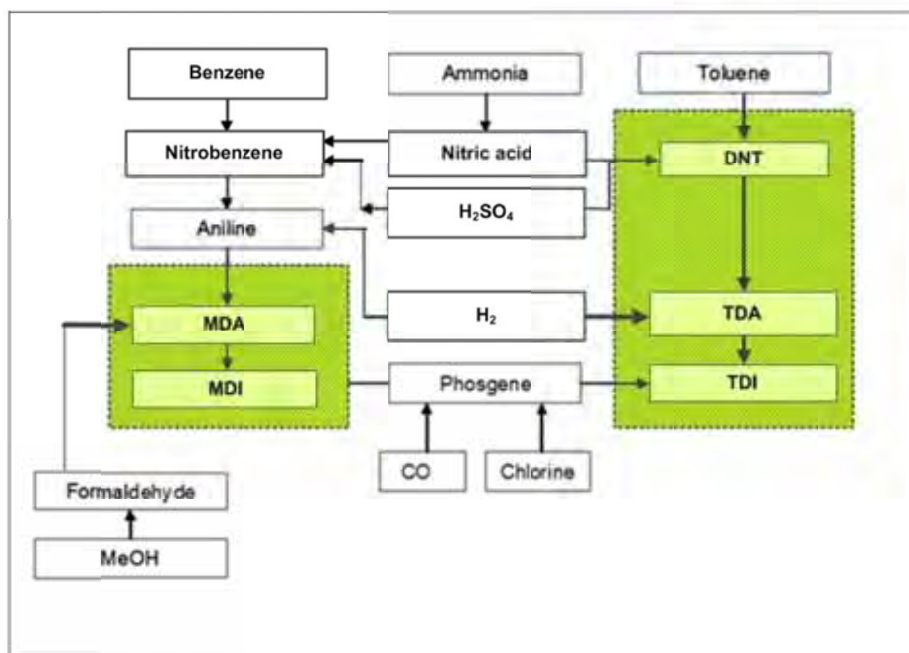 Benzene
Ammonia
Toluene
Nitrobenzene
Nitric acid
DNT
H₂SO₄
Aniline
MDA
H₂
TDA
MDI
Phosgene
TDI
CO
Chlorine
Formaldehyde
MeOH